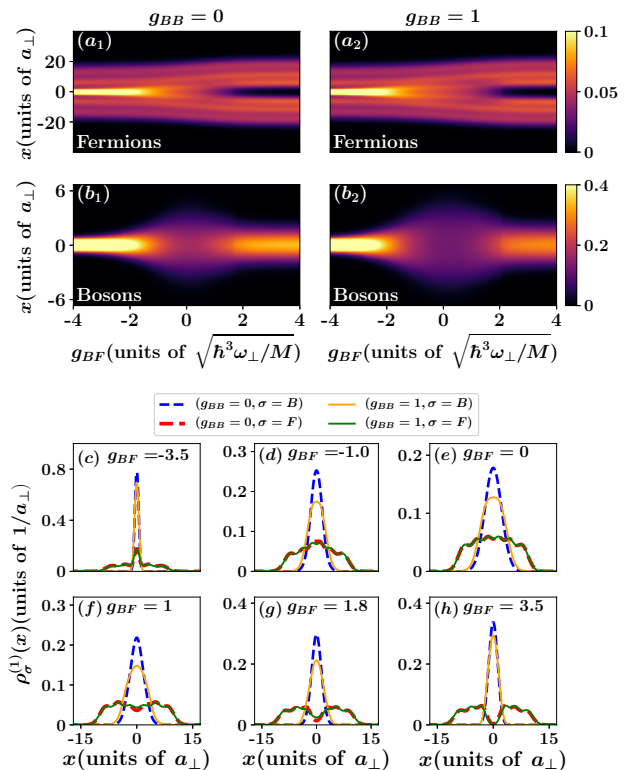 g_BB = 0
g_BB = 1
(a₁)
(a₂)
x(units of a⊥)
20
0
-20
Fermions
Fermions
0.1
0.05
0
(b₁)
(b₂)
x(units of a⊥)
6
0
-6
Bosons
Bosons
0.4
0.2
0
-4 -2 0 2 4
-4 -2 0 2 4
g_BF(units of √ℏ³ω⊥/M)
g_BF(units of √ℏ³ω⊥/M)
(g_BB = 0, σ = B)
(g_BB = 1, σ = B)
(g_BB = 0, σ = F)
(g_BB = 1, σ = F)
ρ_σ^(1)(x)(units of 1/a⊥)
(c) g_BF =-3.5
0.8
0.4
0
(d) g_BF =-1.0
0.3
0.2
0.1
0
(e) g_BF = 0
0.2
0.1
0
(f) g_BF = 1
0.3
0.2
0.1
0
(g) g_BF = 1.8
0.4
0.2
0
(h) g_BF = 3.5
0.4
0.2
0
-15 0 15
-15 0 15
-15 0 15
x(units of a⊥)
x(units of a⊥)
x(units of a⊥)